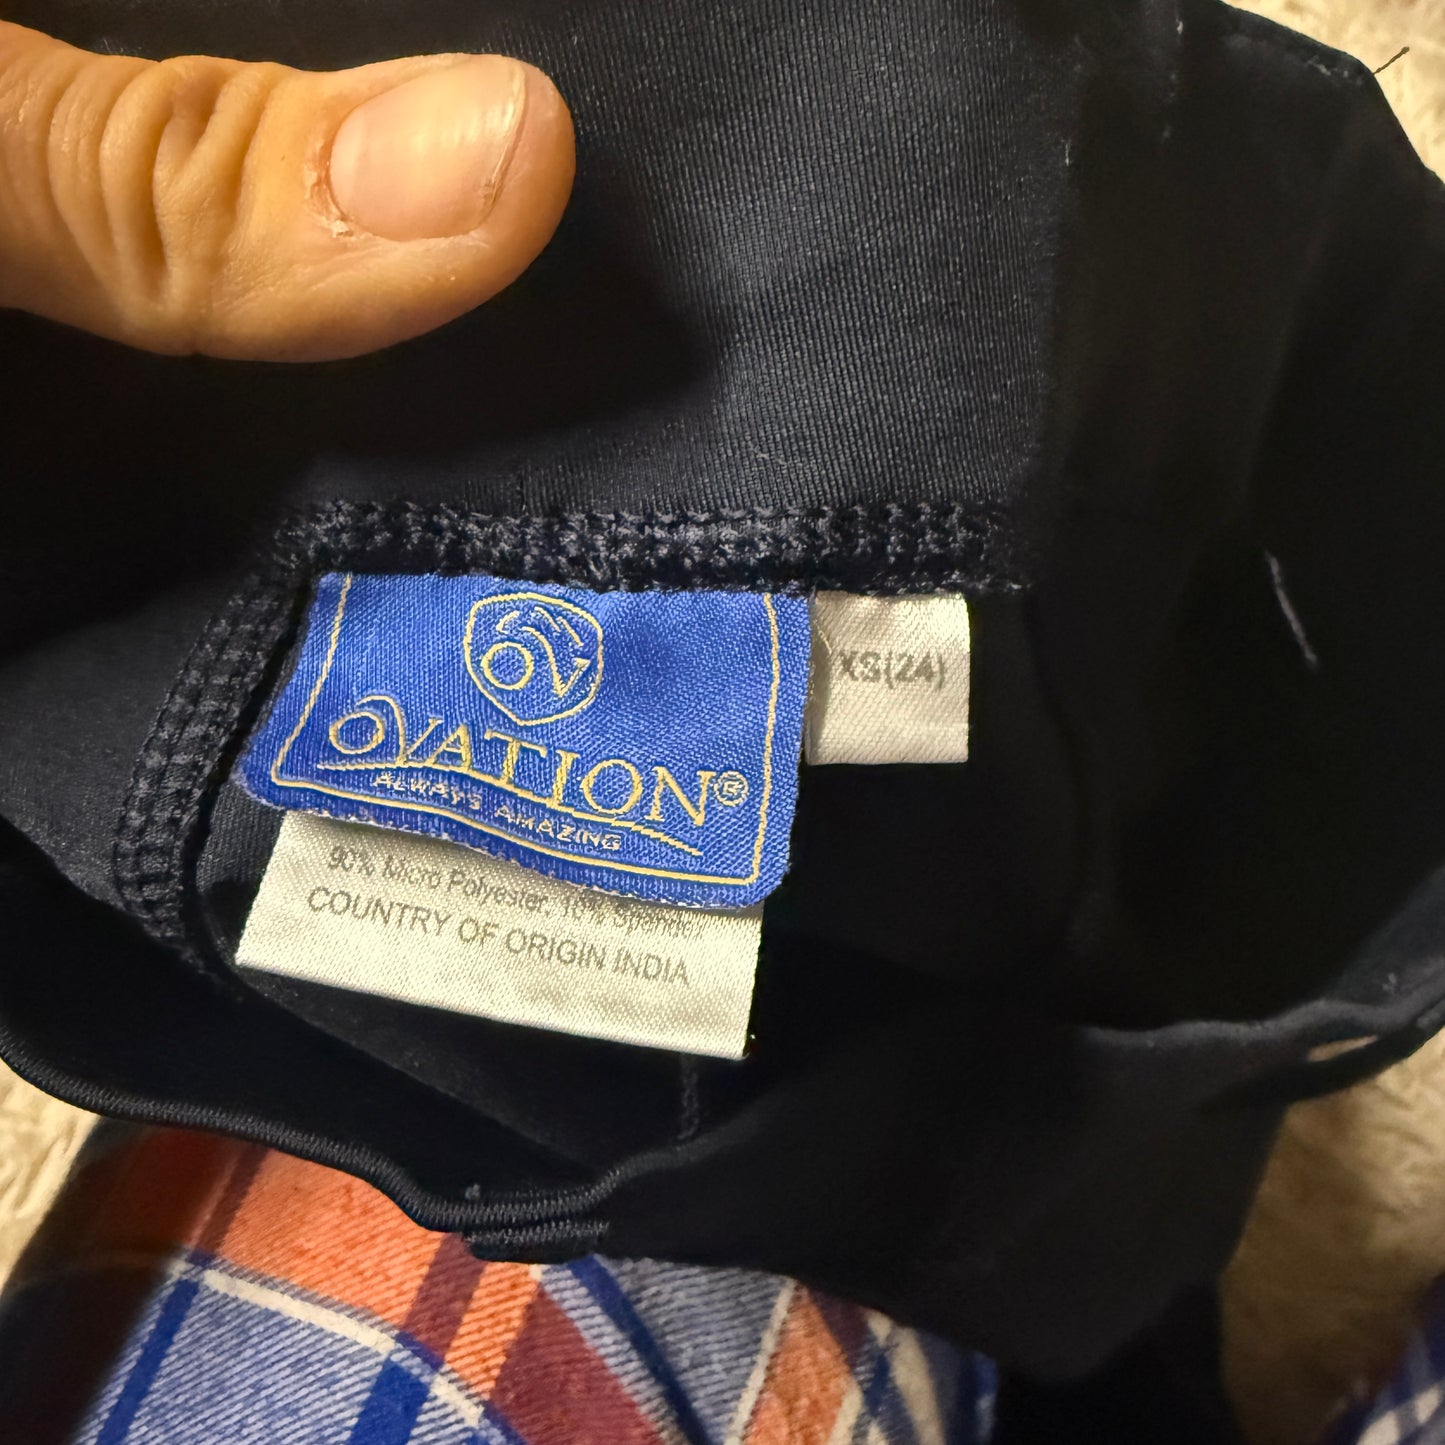 OVATION®
ALWAYS AMAZING
XS(24)
90% Micro Polyester, 10% Spandex
COUNTRY OF ORIGIN INDIA